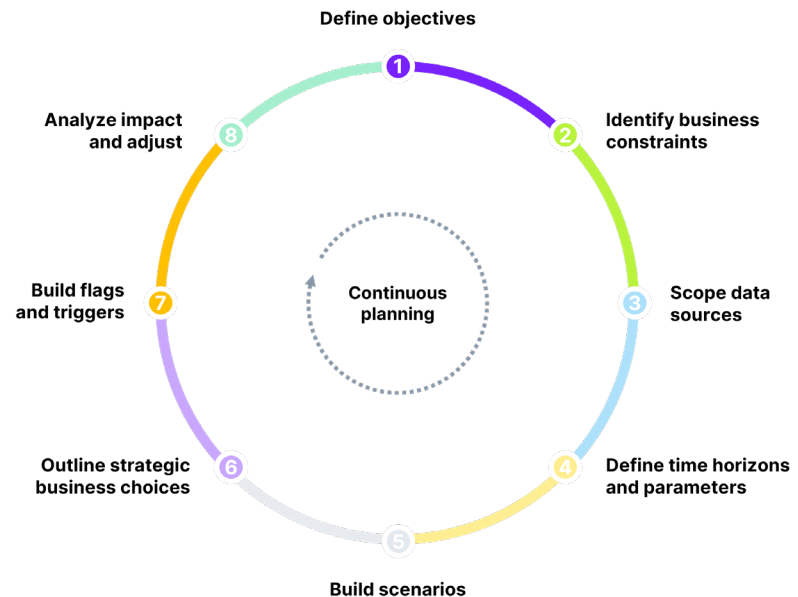 Define objectives
1
Identify business
constraints
2
Scope data
sources
3
Define time horizons
and parameters
4
Build scenarios
5
Outline strategic
business choices
6
Build flags
and triggers
7
Analyze impact
and adjust
8
Continuous
planning